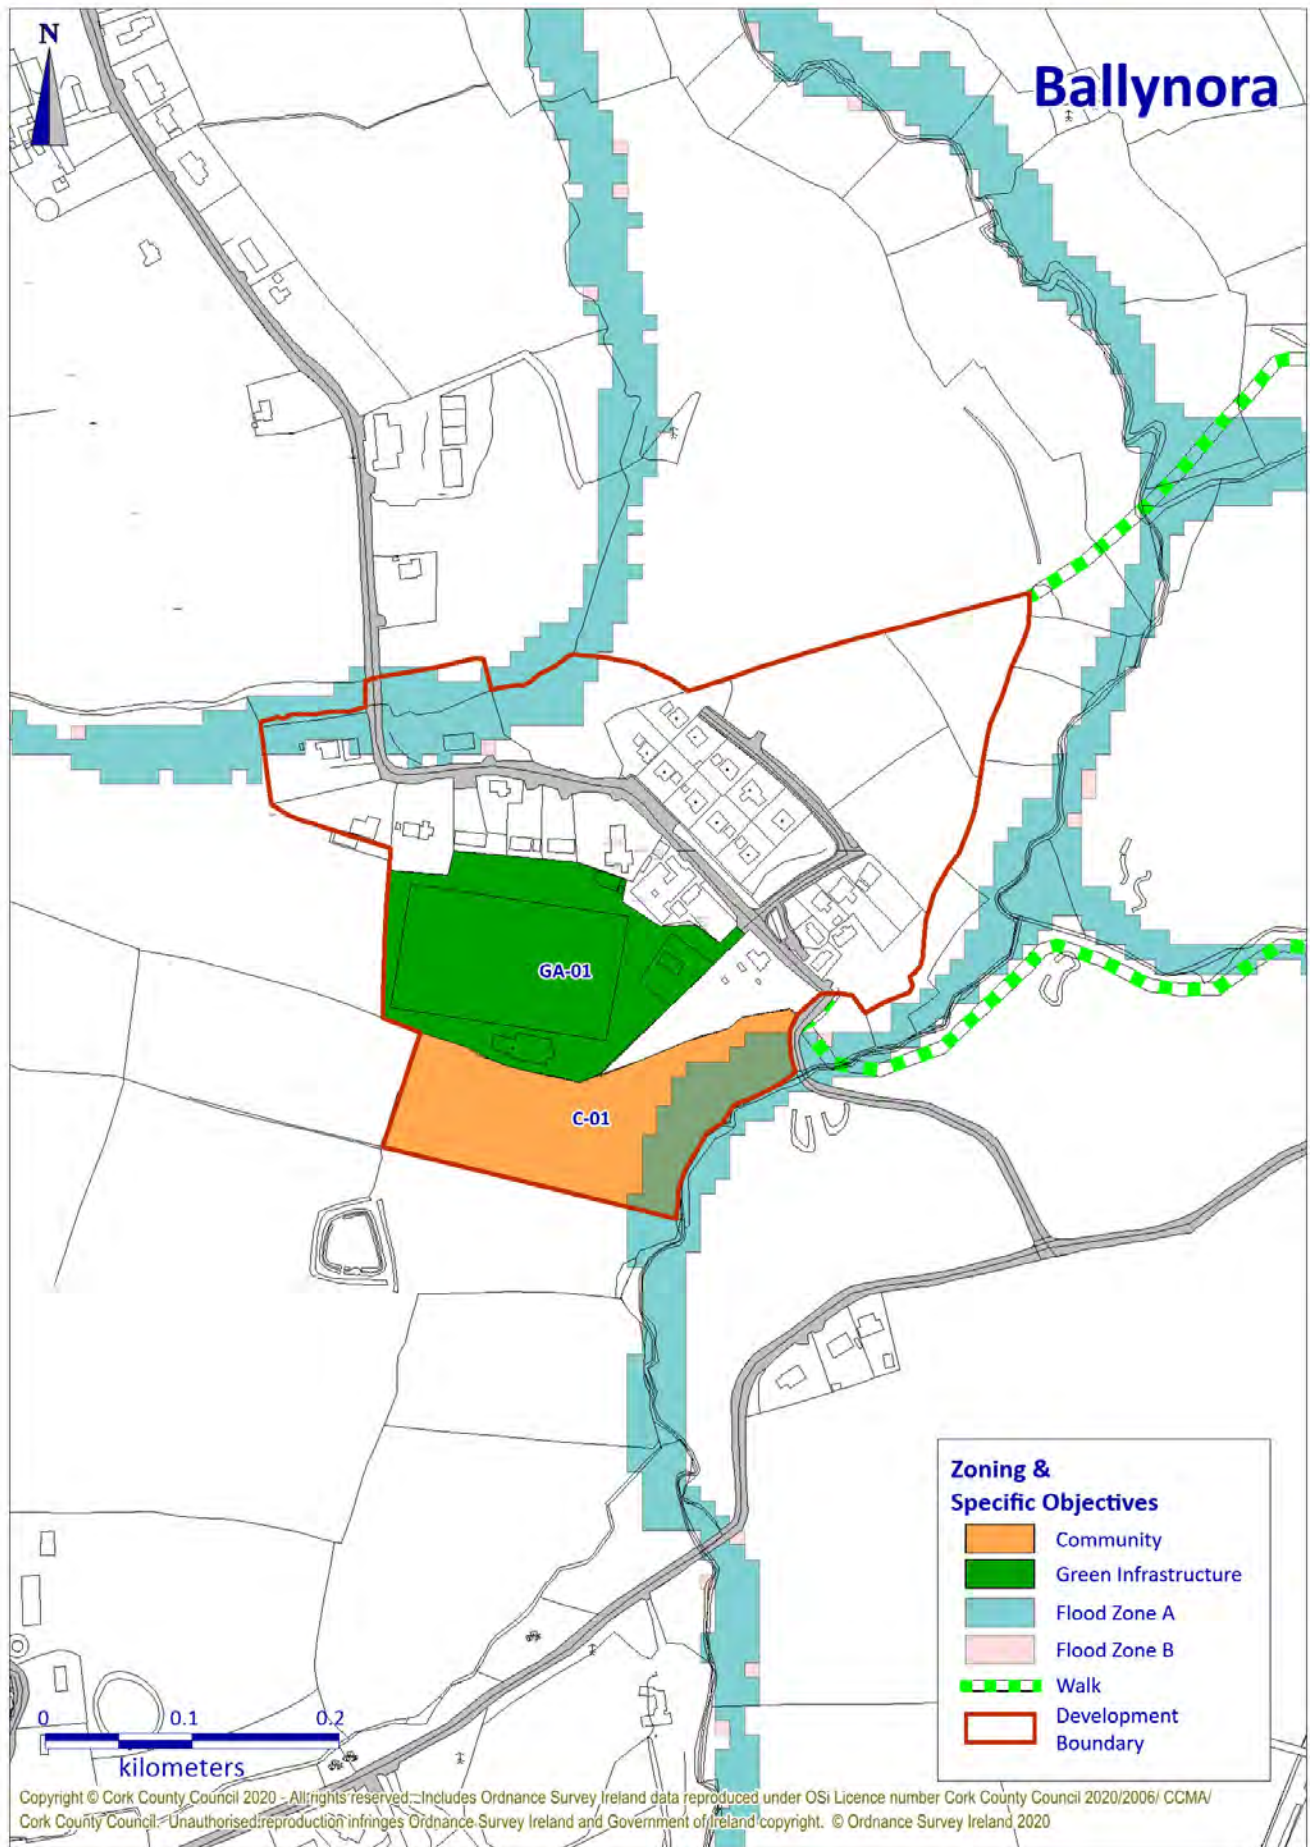 N
Ballynora
GA-01
C-01
Zoning &
Specific Objectives
Community
Green Infrastructure
Flood Zone A
Flood Zone B
Walk
Development
Boundary
0 0.1 0.2
kilometers
Copyright © Cork County Council 2020 - All rights reserved. Includes Ordnance Survey Ireland data reproduced under OSi Licence number Cork County Council 2020/2006/ CCMA/
Cork County Council. Unauthorised reproduction infringes Ordnance Survey Ireland and Government of Ireland copyright. © Ordnance Survey Ireland 2020